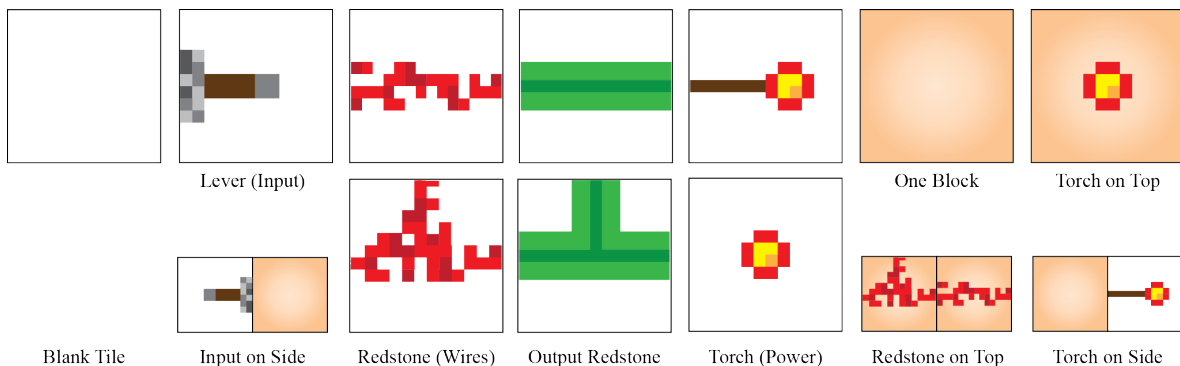 Lever (Input)
One Block
Torch on Top
Blank Tile
Input on Side
Redstone (Wires)
Output Redstone
Torch (Power)
Redstone on Top
Torch on Side